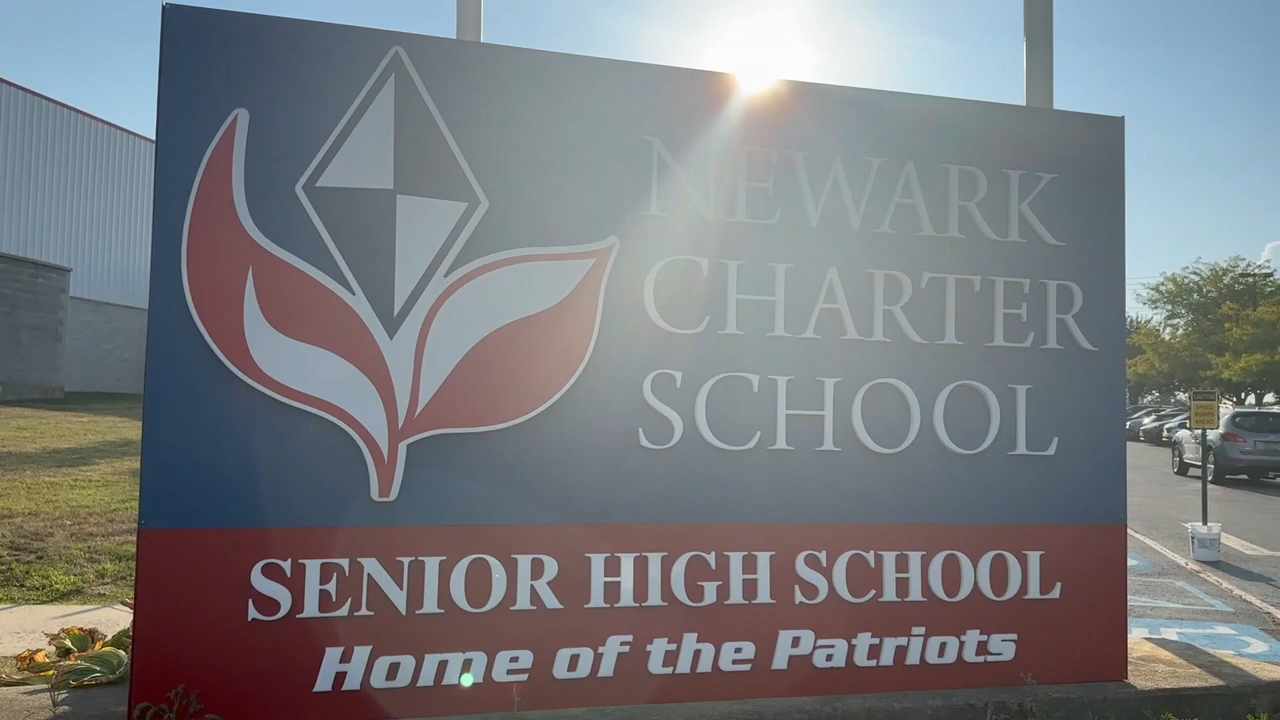 NEWARK
CHARTER
SCHOOL
SENIOR HIGH SCHOOL
Home of the Patriots